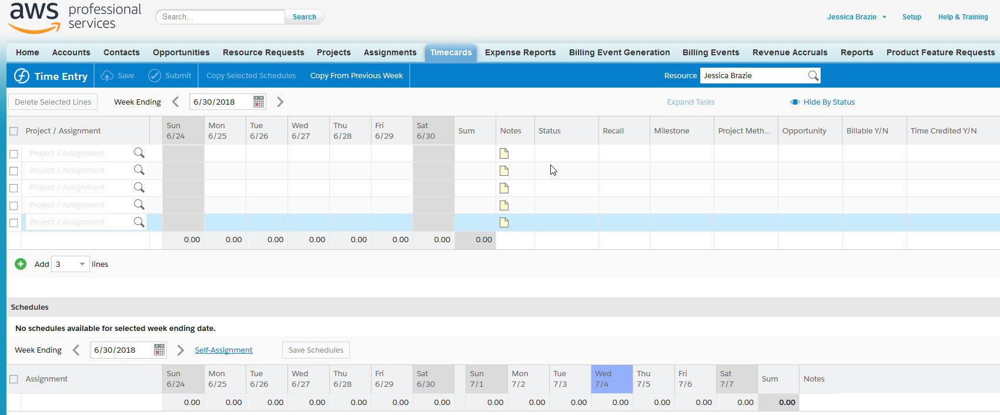 aws professional services
Search... Search
Jessica Brazie Setup Help & Training
Home Accounts Contacts Opportunities Resource Requests Projects Assignments Timecards Expense Reports Billing Event Generation Billing Events Revenue Accruals Reports Product Feature Requests
Time Entry Save Submit Copy Selected Schedules Copy From Previous Week Resource Jessica Brazie
Delete Selected Lines Week Ending 6/30/2018 Expand Tasks Hide By Status
Project / Assignment Sun 6/24 Mon 6/25 Tue 6/26 Wed 6/27 Thu 6/28 Fri 6/29 Sat 6/30 Sum Notes Status Recall Milestone Project Meth... Opportunity Billable Y/N Time Credited Y/N
Project / Assignment
Project / Assignment
Project / Assignment
Project / Assignment
Project / Assignment
0.00 0.00 0.00 0.00 0.00 0.00 0.00 0.00
Add 3 lines
Schedules
No schedules available for selected week ending date.
Week Ending 6/30/2018 Self-Assignment Save Schedules
Assignment Sun 6/24 Mon 6/25 Tue 6/26 Wed 6/27 Thu 6/28 Fri 6/29 Sat 6/30 Sun 7/1 Mon 7/2 Tue 7/3 Wed 7/4 Thu 7/5 Fri 7/6 Sat 7/7 Sum Notes
0.00 0.00 0.00 0.00 0.00 0.00 0.00 0.00 0.00 0.00 0.00 0.00 0.00 0.00 0.00